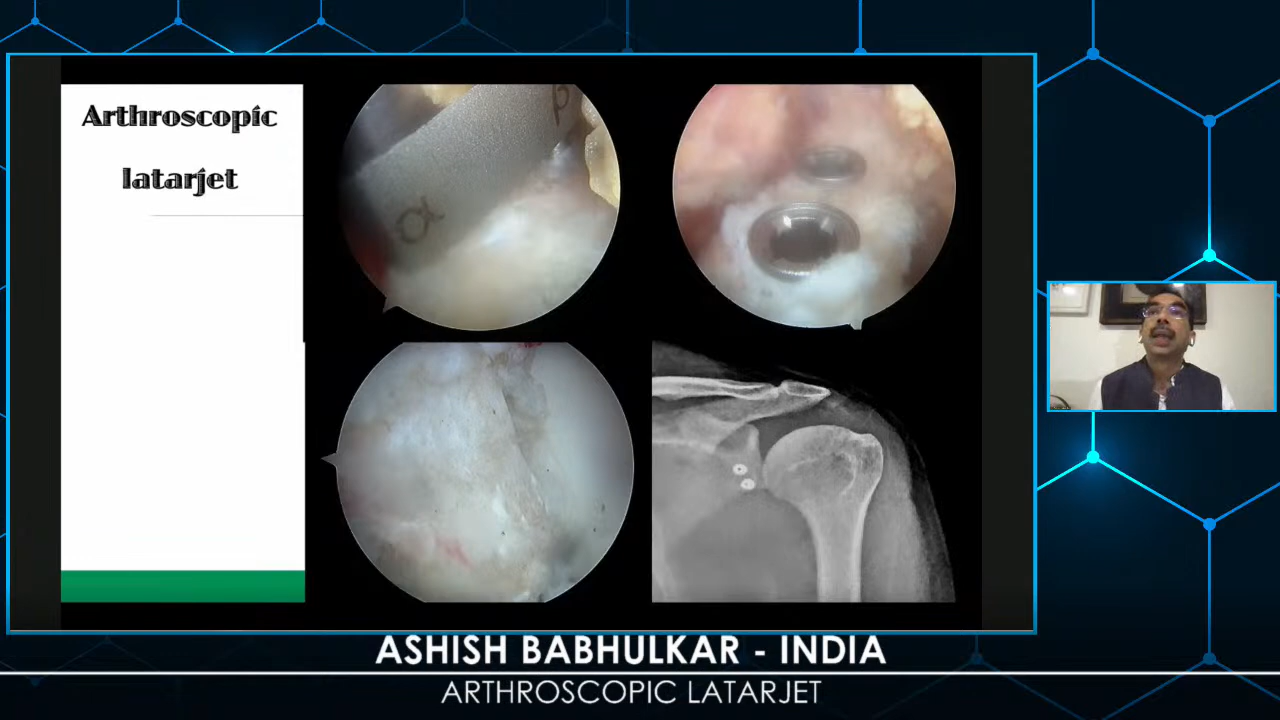 Arthroscopic
latarjet
α
β
ASHISH BABHULKAR - INDIA
ARTHROSCOPIC LATARJET